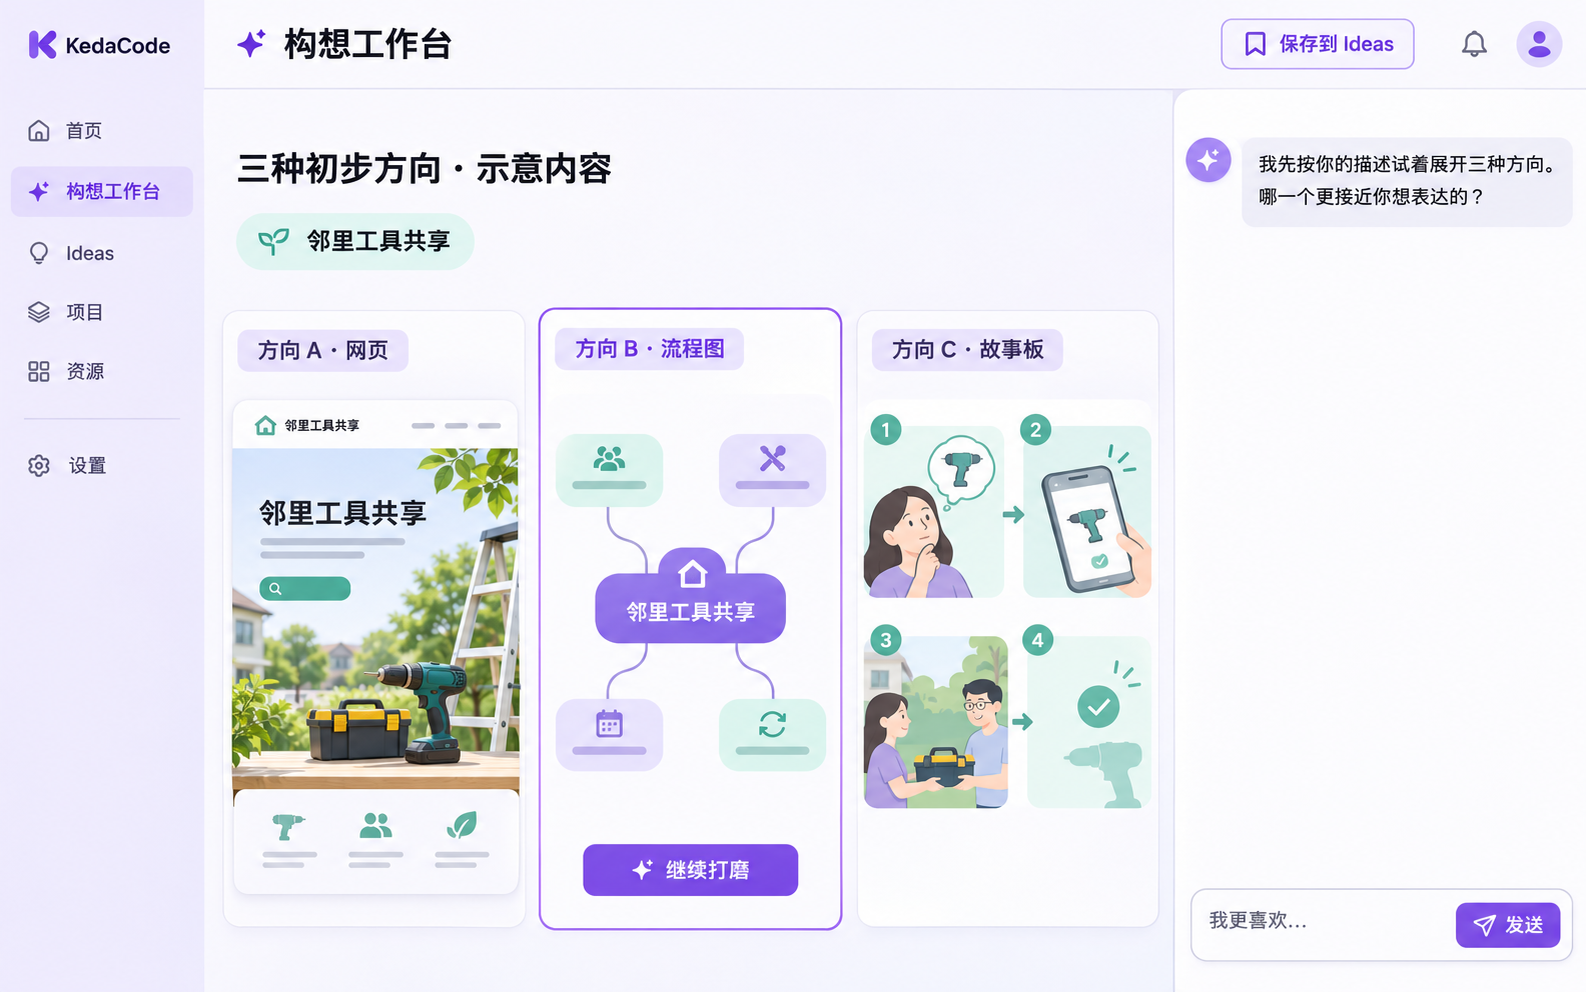 KedaCode
构想工作台
保存到 Ideas
首页
构想工作台
Ideas
项目
资源
设置
三种初步方向 · 示意内容
邻里工具共享
方向 A · 网页
邻里工具共享
邻里工具共享
方向 B · 流程图
邻里工具共享
继续打磨
方向 C · 故事板
1
2
3
4
我先按你的描述试着展开三种方向。
哪一个更接近你想表达的？
我更喜欢...
发送